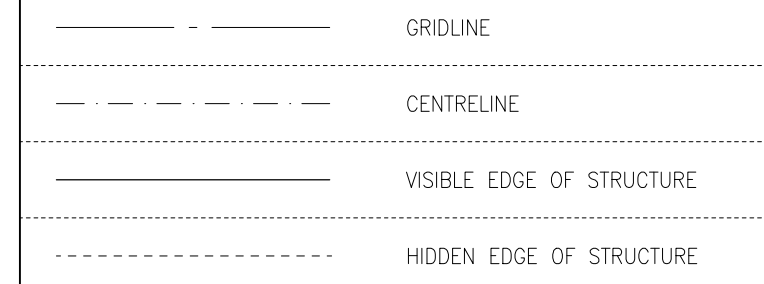 GRIDLINE
CENTRELINE
VISIBLE EDGE OF STRUCTURE
HIDDEN EDGE OF STRUCTURE